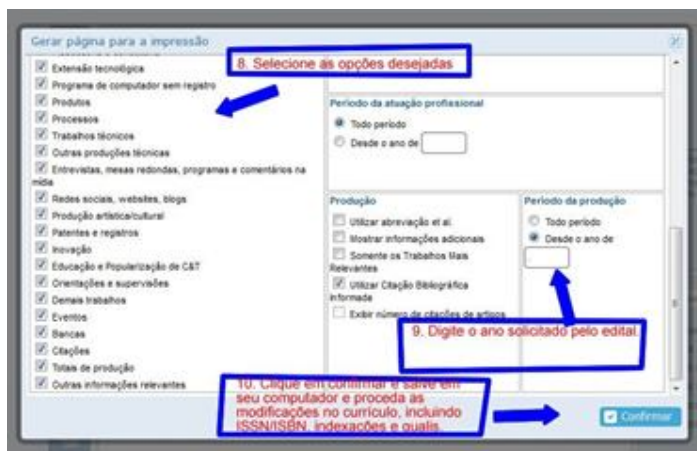 Gerar página para a impressão
8. Selecione as opções desejadas
Extensão tecnológica
Programa de computador sem registro
Produtos
Processos
Trabalhos técnicos
Outras produções técnicas
Entrevistas, mesas redondas, programas e comentários na
mídia
Redes sociais, websites, blogs
Produção artística/cultural
Patentes e registros
Inovação
Educação e Popularização de C&T
Orientações e supervisões
Demais trabalhos
Eventos
Bancas
Citações
Totais de produção
Outras informações relevantes
Período da atuação profissional
Todo período
Desde o ano de
Produção
Utilizar abreviação et al.
Mostrar informações adicionais
Somente os Trabalhos Mais
Relevantes
Utilizar Citação Bibliográfica
Informada
Exibir número de citações de artigos
Período da produção
Todo período
Desde o ano de
9. Digite o ano solicitado pelo edital
10. Clique em confirmar e salve em
seu computador e proceda as
modificações no currículo, incluindo
ISSN/ISBN, indexações e qualis.
Confirmar